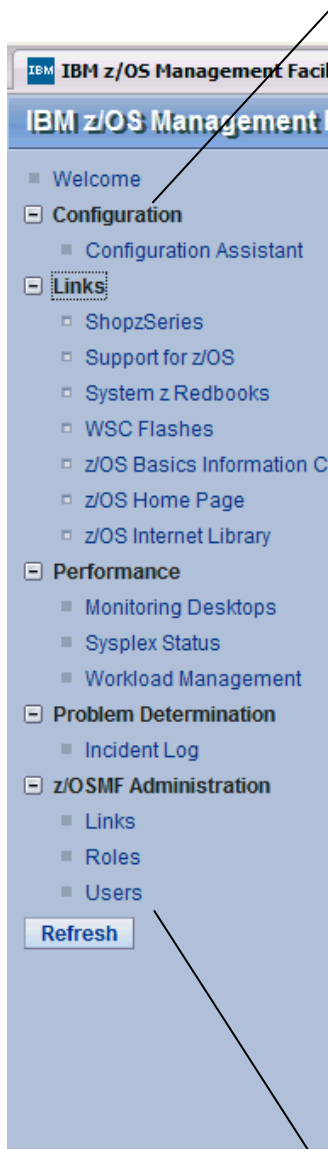 IBM IBM z/OS Management Facil
IBM z/OS Management
Welcome
Configuration
Configuration Assistant
Links
ShopzSeries
Support for z/OS
System z Redbooks
WSC Flashes
z/OS Basics Information C
z/OS Home Page
z/OS Internet Library
Performance
Monitoring Desktops
Sysplex Status
Workload Management
Problem Determination
Incident Log
z/OSMF Administration
Links
Roles
Users
Refresh